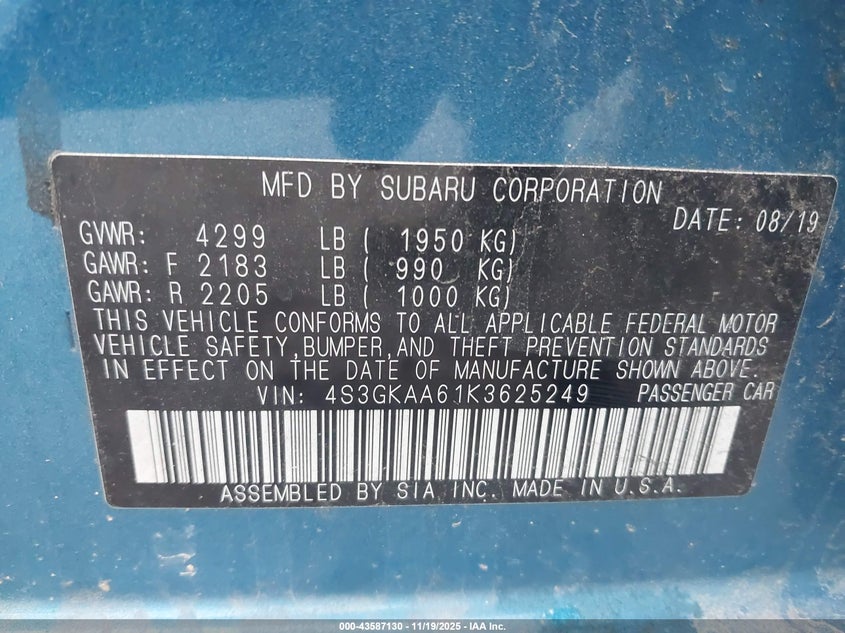 MFD BY SUBARU CORPORATION
DATE: 08/19
GVWR: 4299 LB ( 1950 KG)
GAWR: F 2183 LB ( 990 KG)
GAWR: R 2205 LB ( 1000 KG)
THIS VEHICLE CONFORMS TO ALL APPLICABLE FEDERAL MOTOR
VEHICLE SAFETY,BUMPER,AND THEFT PREVENTION STANDARDS
IN EFFECT ON THE DATE OF MANUFACTURE SHOWN ABOVE.
VIN: 4S3GKAA61K3625249 PASSENGER CAR
ASSEMBLED BY SIA INC. MADE IN U.S.A.
000-43587130 - 11/19/2025 - IAA Inc.